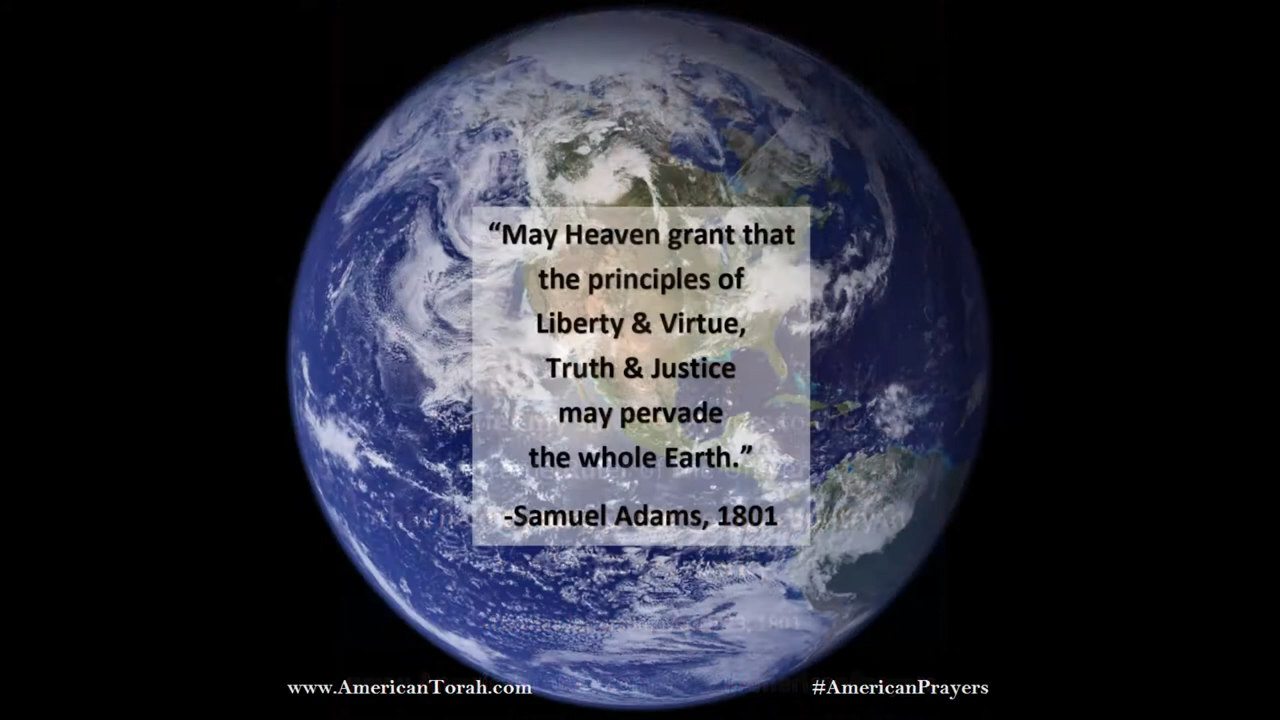 “May Heaven grant that
the principles of
Liberty & Virtue,
Truth & Justice
may pervade
the whole Earth.”
-Samuel Adams, 1801
www.AmericanTorah.com
#AmericanPrayers